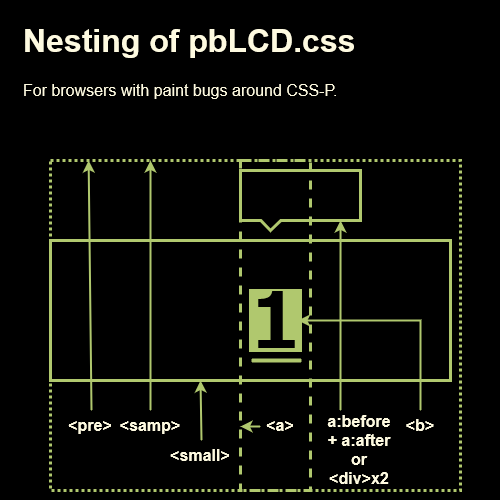 Nesting of pbLCD.css
For browsers with paint bugs around CSS-P.
1
<pre> <samp> <a> a:before <b>
+ a:after
<small> or
<div>x2